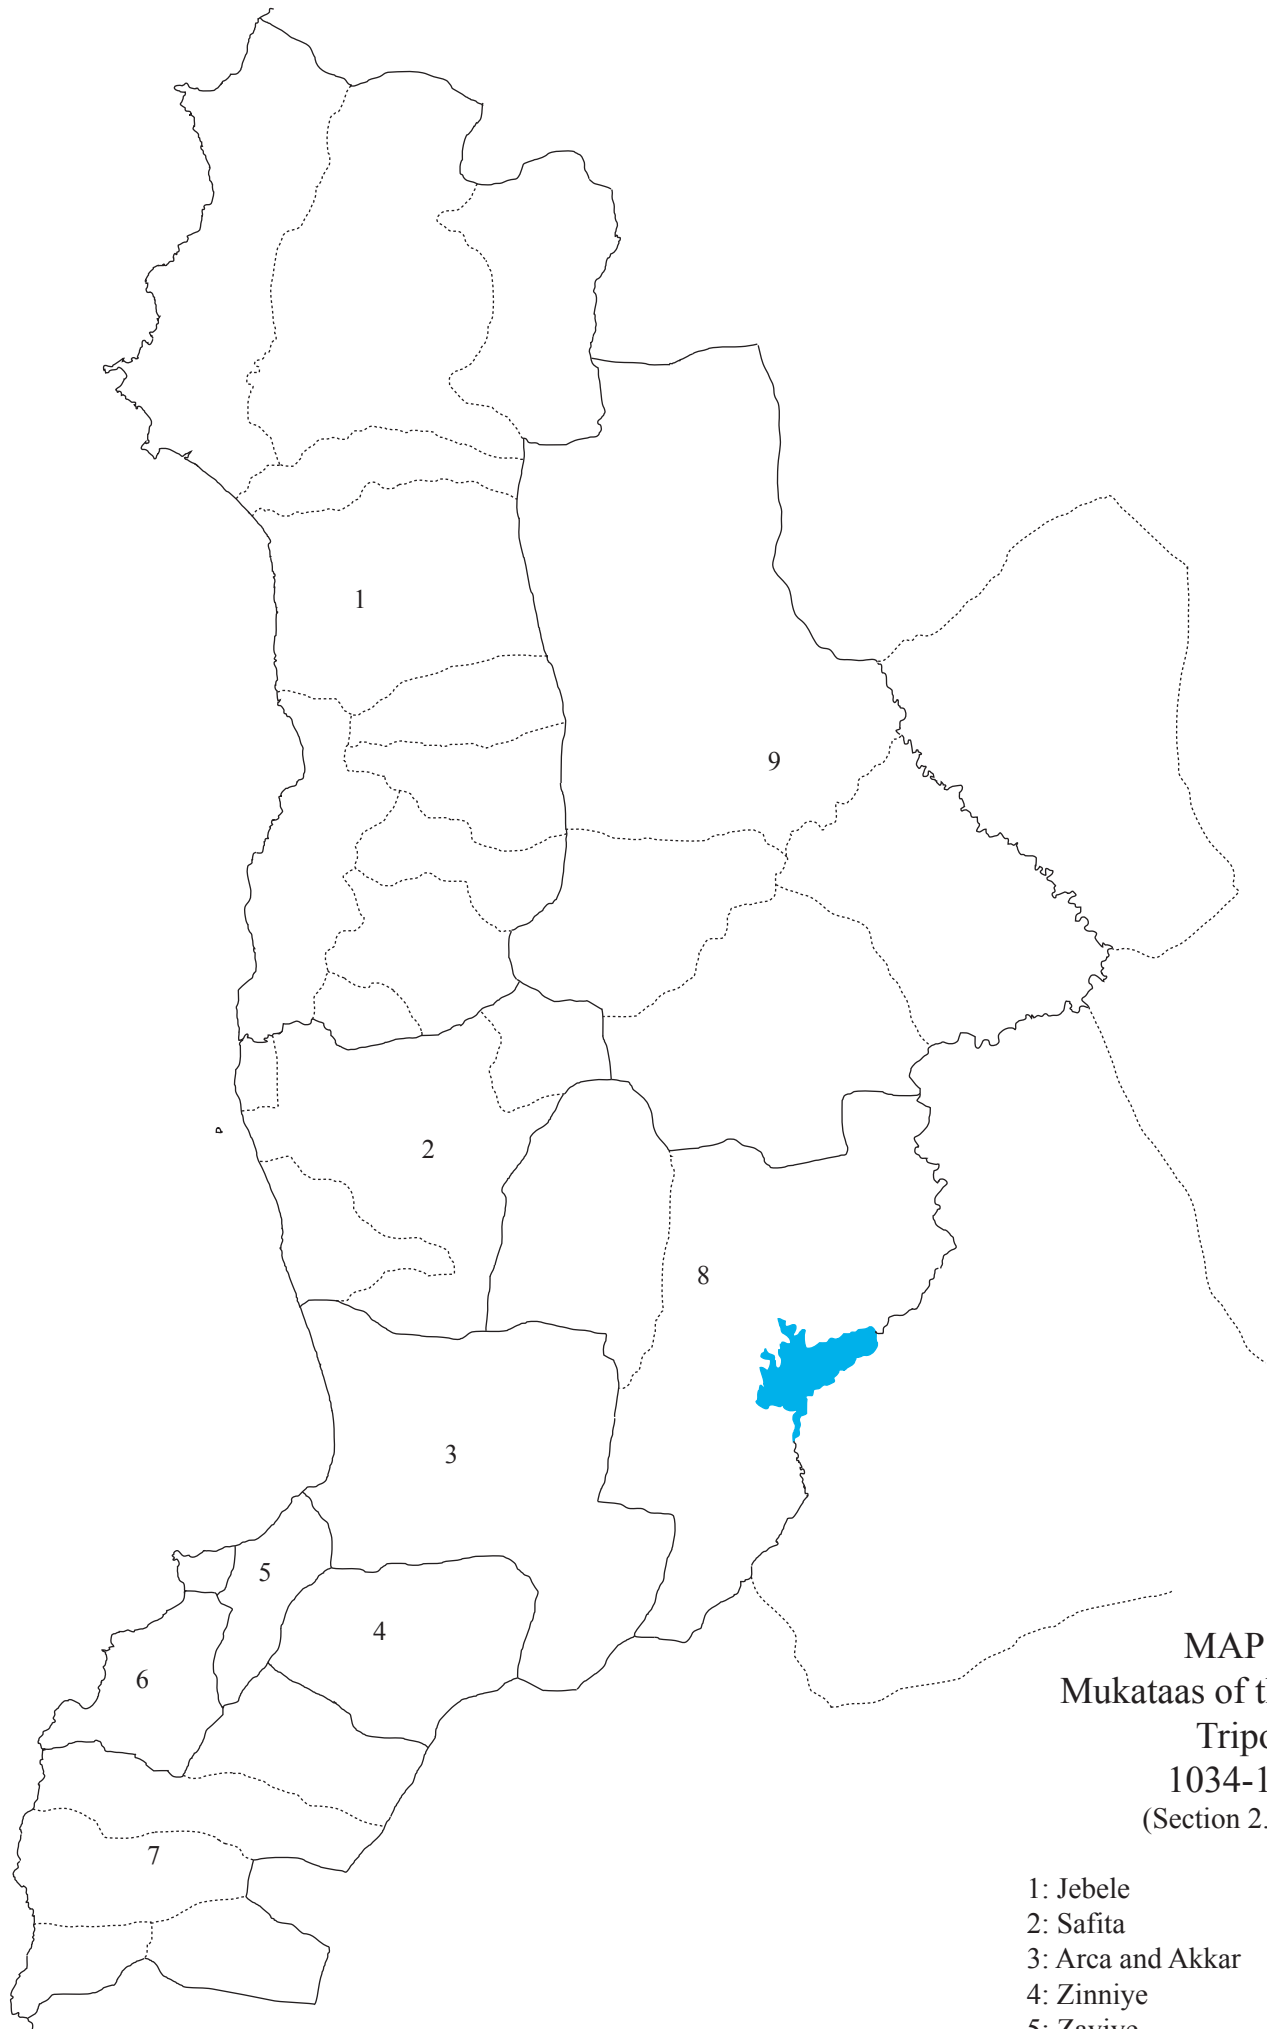 1
9
2
8
3
5
4
6
7
MAP
Mukataas of t
Tripo
1034-1
(Section 2.
1: Jebele
2: Safita
3: Arca and Akkar
4: Zinniye